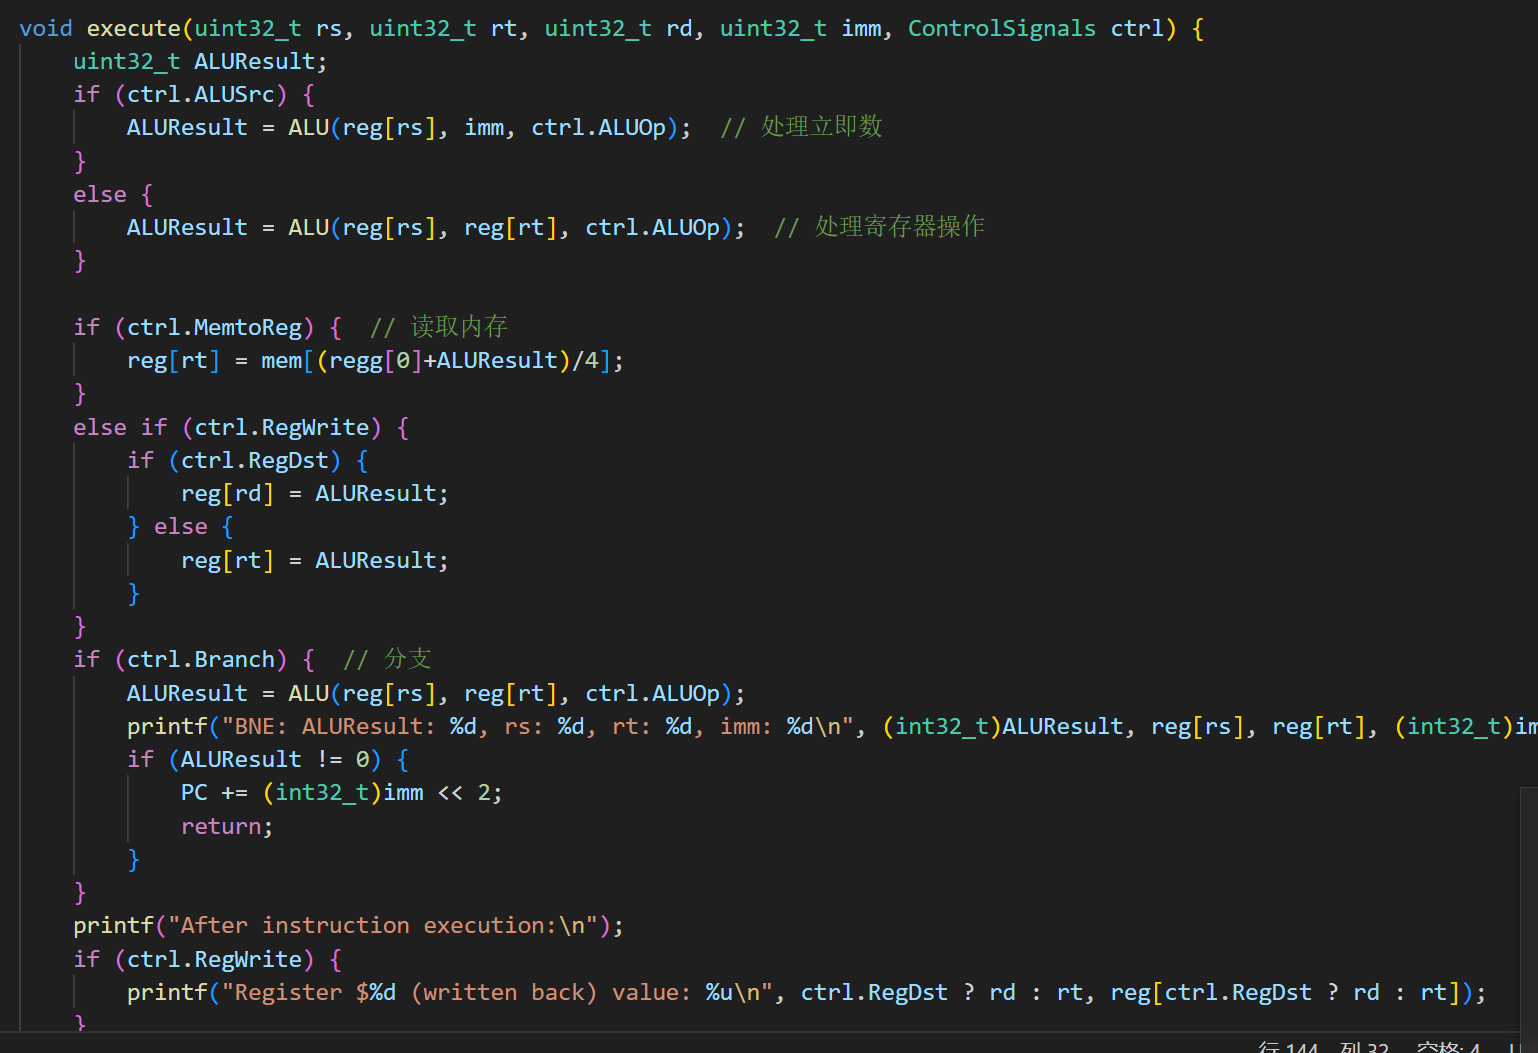 void execute(uint32_t rs, uint32_t rt, uint32_t rd, uint32_t imm, ControlSignals ctrl) {
    uint32_t ALUResult;
    if (ctrl.ALUSrc) {
        ALUResult = ALU(reg[rs], imm, ctrl.ALUOp);  // 处理立即数
    }
    else {
        ALUResult = ALU(reg[rs], reg[rt], ctrl.ALUOp);  // 处理寄存器操作
    }

    if (ctrl.MemtoReg) {  // 读取内存
        reg[rt] = mem[(regg[0]+ALUResult)/4];
    }
    else if (ctrl.RegWrite) {
        if (ctrl.RegDst) {
            reg[rd] = ALUResult;
        } else {
            reg[rt] = ALUResult;
        }
    }
    if (ctrl.Branch) {  // 分支
        ALUResult = ALU(reg[rs], reg[rt], ctrl.ALUOp);
        printf("BNE: ALUResult: %d, rs: %d, rt: %d, imm: %d\n", (int32_t)ALUResult, reg[rs], reg[rt], (int32_t)im
        if (ALUResult != 0) {
            PC += (int32_t)imm << 2;
            return;
        }
    }
    printf("After instruction execution:\n");
    if (ctrl.RegWrite) {
        printf("Register $%d (written back) value: %u\n", ctrl.RegDst ? rd : rt, reg[ctrl.RegDst ? rd : rt]);
    }
行 144, 列 32 空格: 4